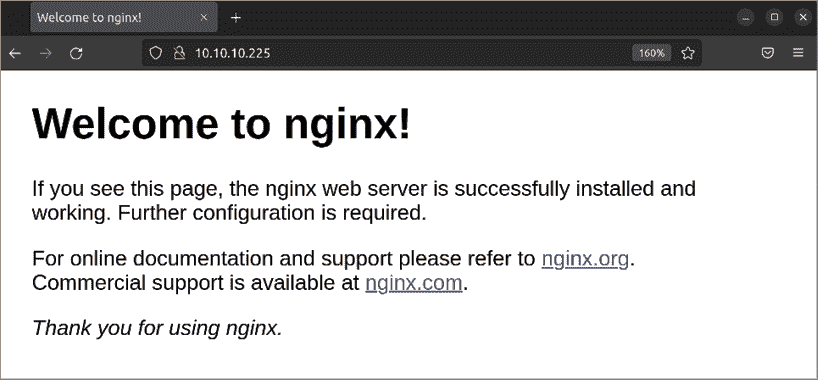 Welcome to nginx!
10.10.10.225
160%
Welcome to nginx!
If you see this page, the nginx web server is successfully installed and
working. Further configuration is required.
For online documentation and support please refer to nginx.org.
Commercial support is available at nginx.com.
Thank you for using nginx.